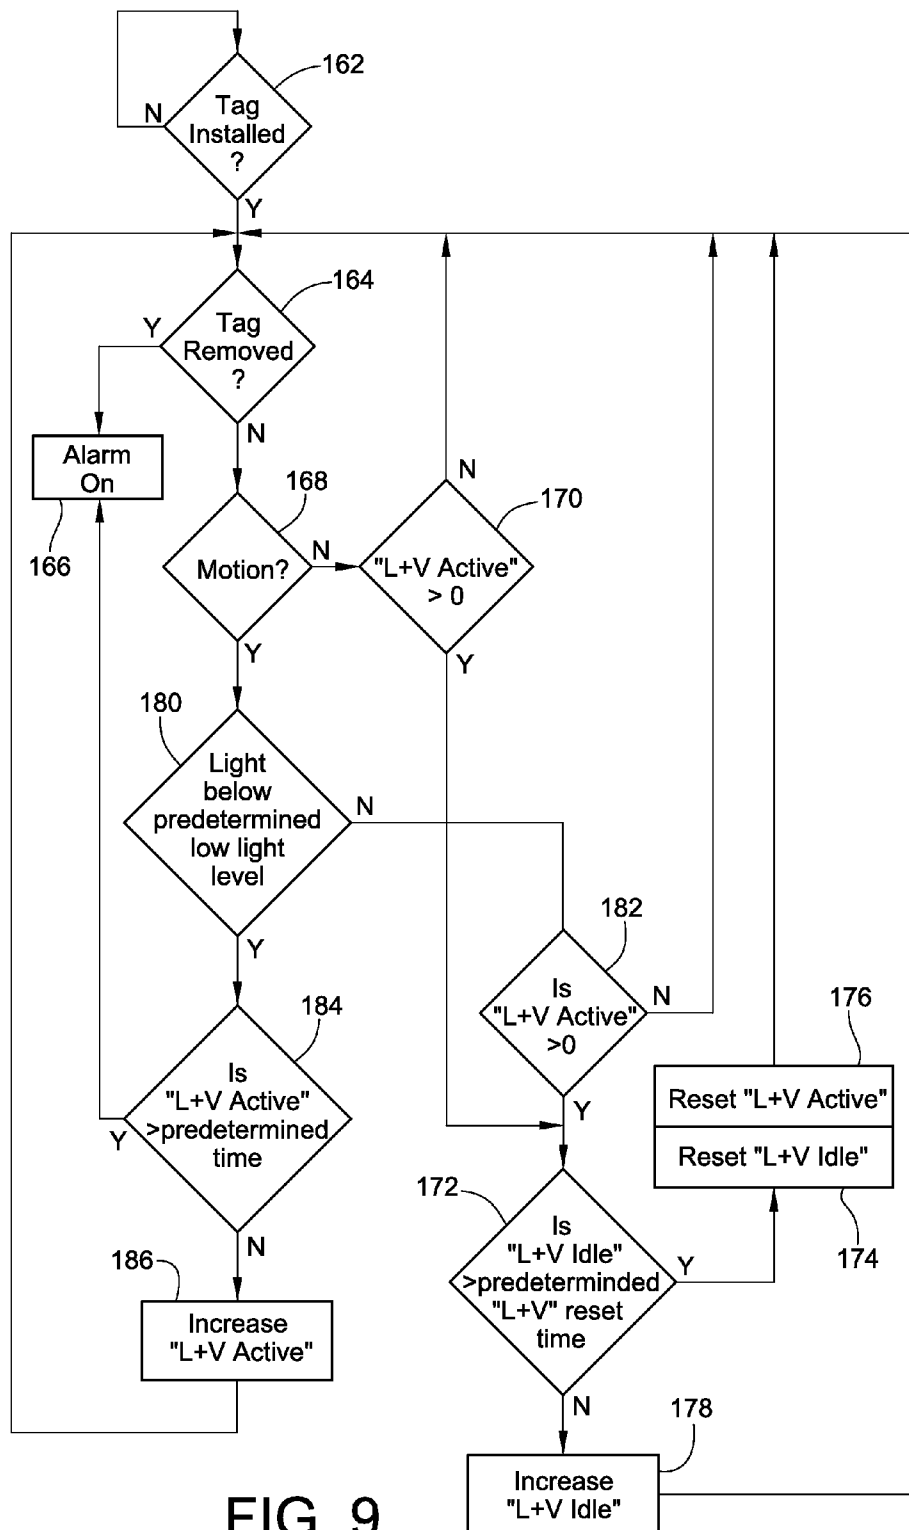 162
Tag
Installed
?
N
Y
164
Tag
Removed
?
Y
N
Alarm
On
166
168
Motion?
N
Y
170
"L+V Active"
> 0
N
Y
180
Light
below
predetermined
low light
level
N
Y
182
Is
"L+V Active"
>0
N
Y
184
Is
"L+V Active"
>predetermined
time
Y
N
176
Reset "L+V Active"
Reset "L+V Idle"
174
172
Is
"L+V Idle"
>predeterminded
"L+V" reset
time
Y
N
186
Increase
"L+V Active"
178
Increase
"L+V Idle"
FIG. 9